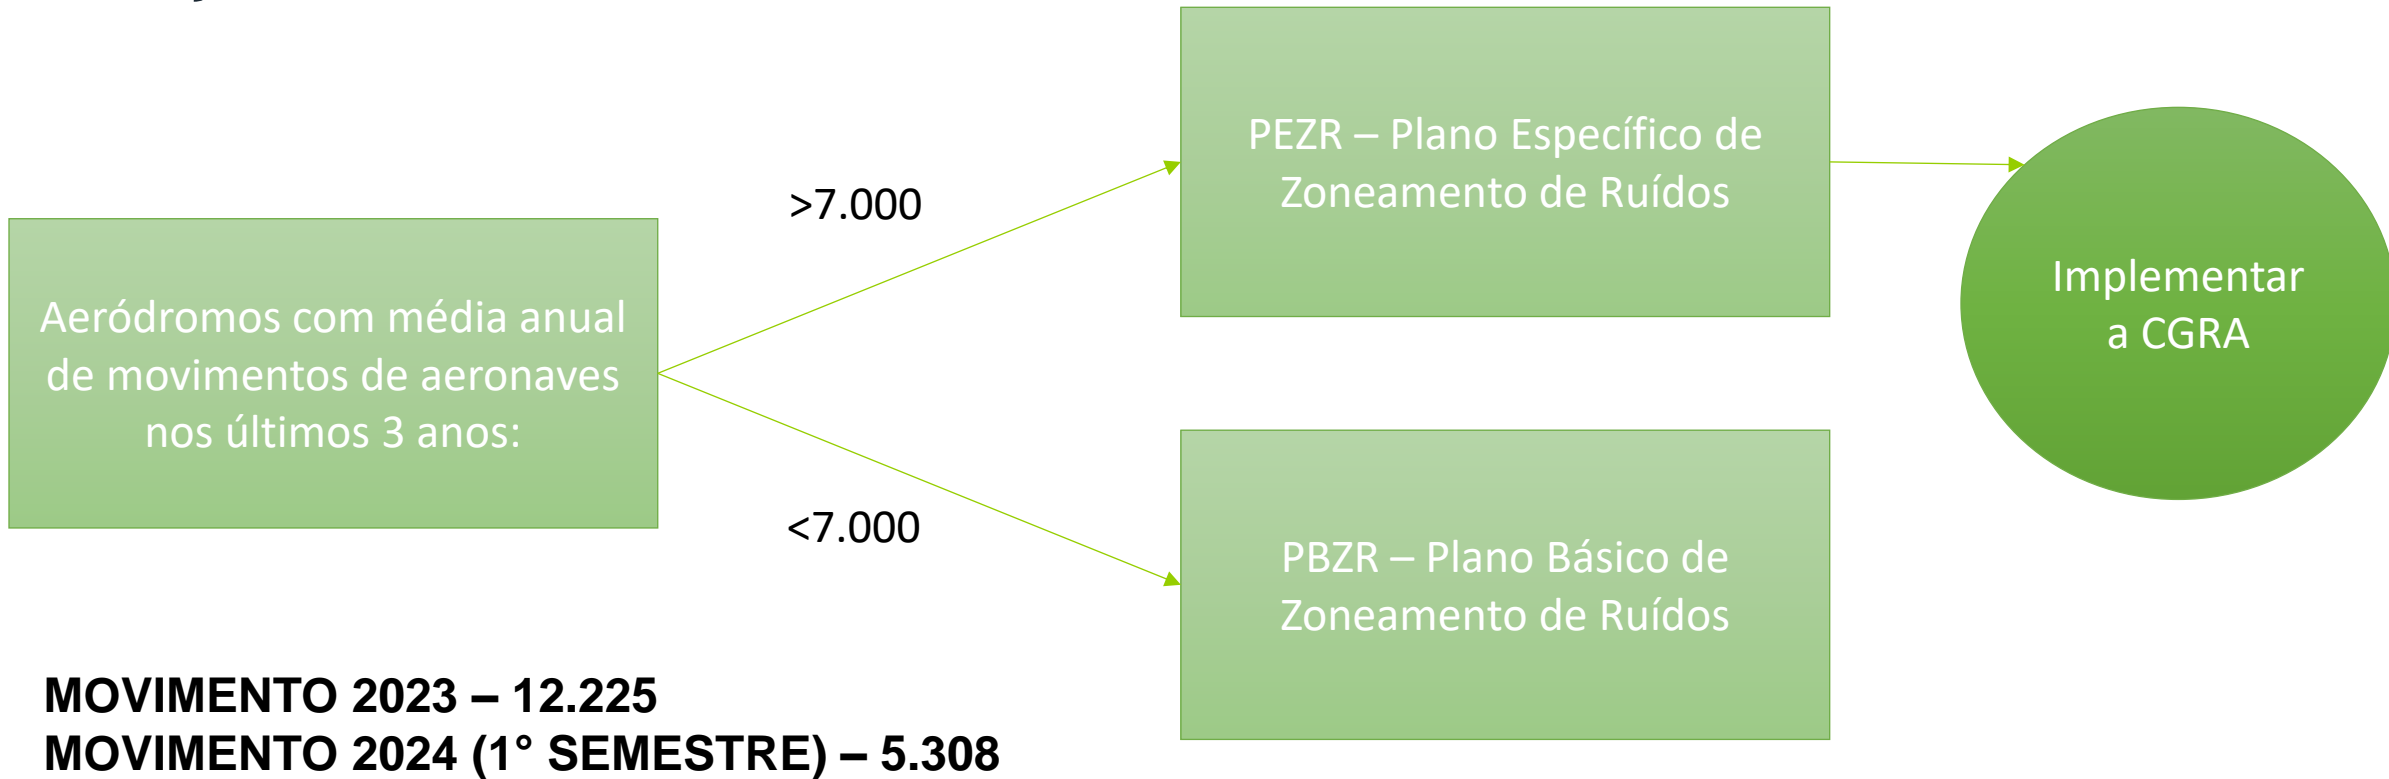 PEZR – Plano Específico de
Zoneamento de Ruídos
>7.000
Implementar
a CGRA
Aeródromos com média anual
de movimentos de aeronaves
nos últimos 3 anos:
<7.000
PBZR – Plano Básico de
Zoneamento de Ruídos
MOVIMENTO 2023 – 12.225
MOVIMENTO 2024 (1° SEMESTRE) – 5.308